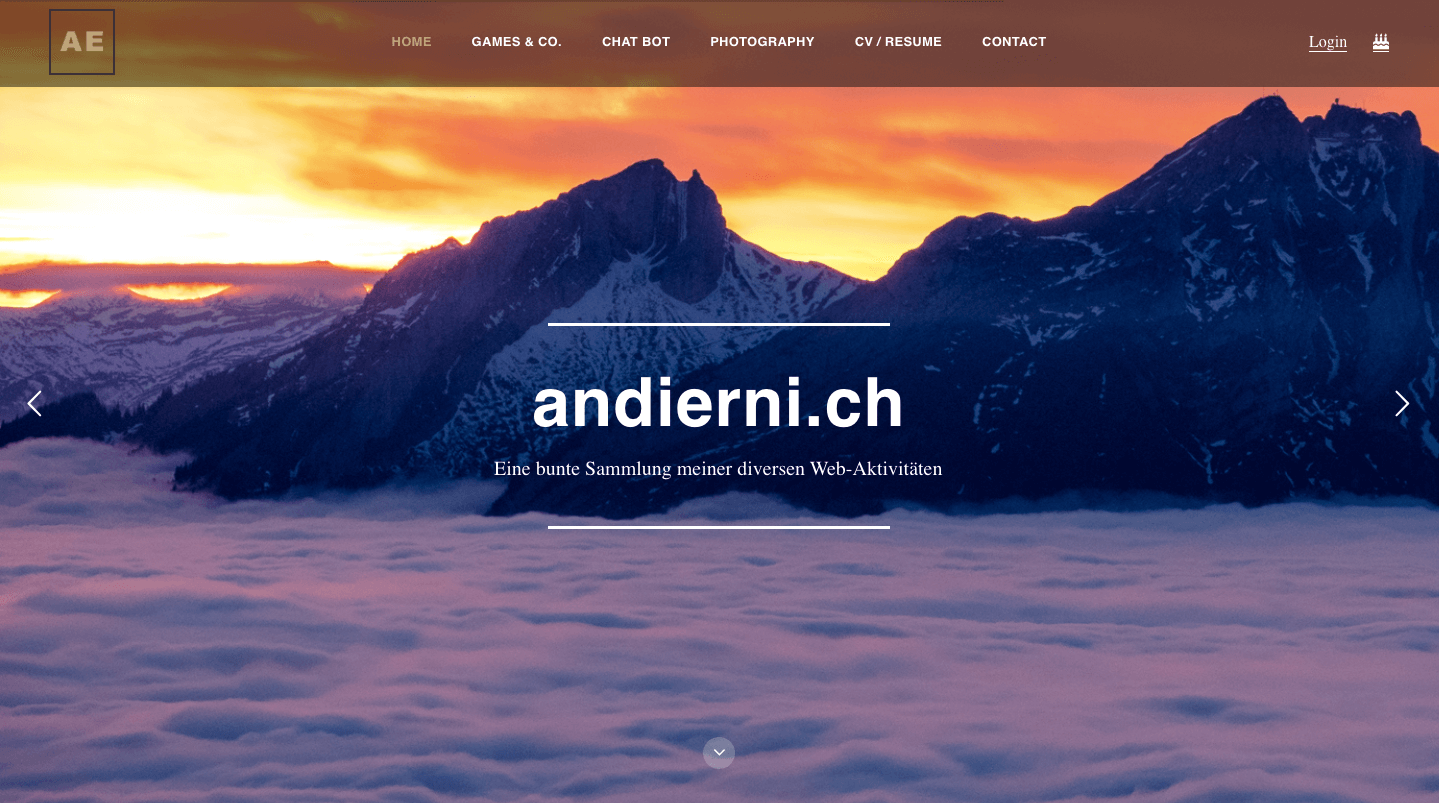 AE
HOME
GAMES & CO.
CHAT BOT
PHOTOGRAPHY
CV / RESUME
CONTACT
Login
andierni.ch
Eine bunte Sammlung meiner diversen Web-Aktivitäten